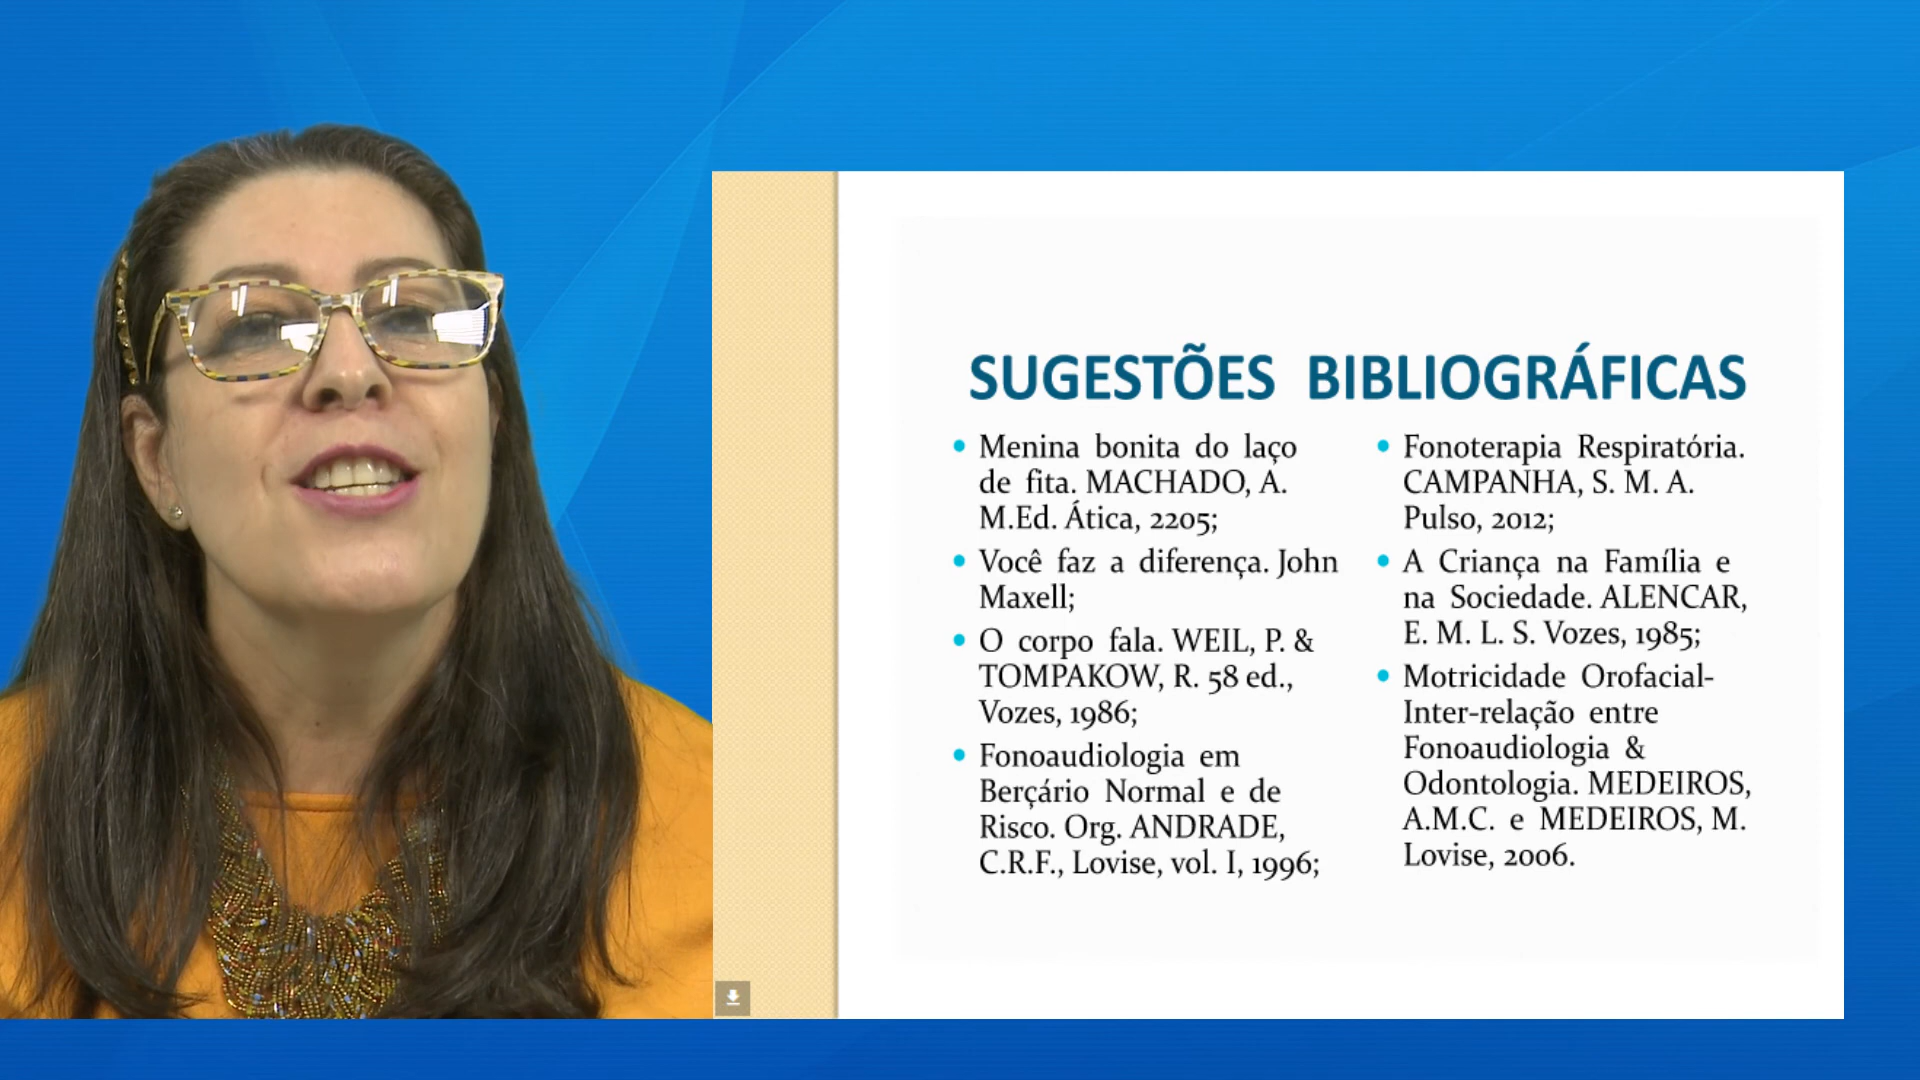 SUGESTÕES BIBLIOGRÁFICAS
Menina bonita do laço
de fita. MACHADO, A.
M.Ed. Ática, 2205;
Você faz a diferença. John
Maxell;
O corpo fala. WEIL, P. &
TOMPAKOW, R. 58 ed.,
Vozes, 1986;
Fonoaudiologia em
Berçário Normal e de
Risco. Org. ANDRADE,
C.R.F., Lovise, vol. I, 1996;
Fonoterapia Respiratória.
CAMPANHA, S. M. A.
Pulso, 2012;
A Criança na Família e
na Sociedade. ALENCAR,
E. M. L. S. Vozes, 1985;
Motricidade Orofacial-
Inter-relação entre
Fonoaudiologia &
Odontologia. MEDEIROS,
A.M.C. e MEDEIROS, M.
Lovise, 2006.